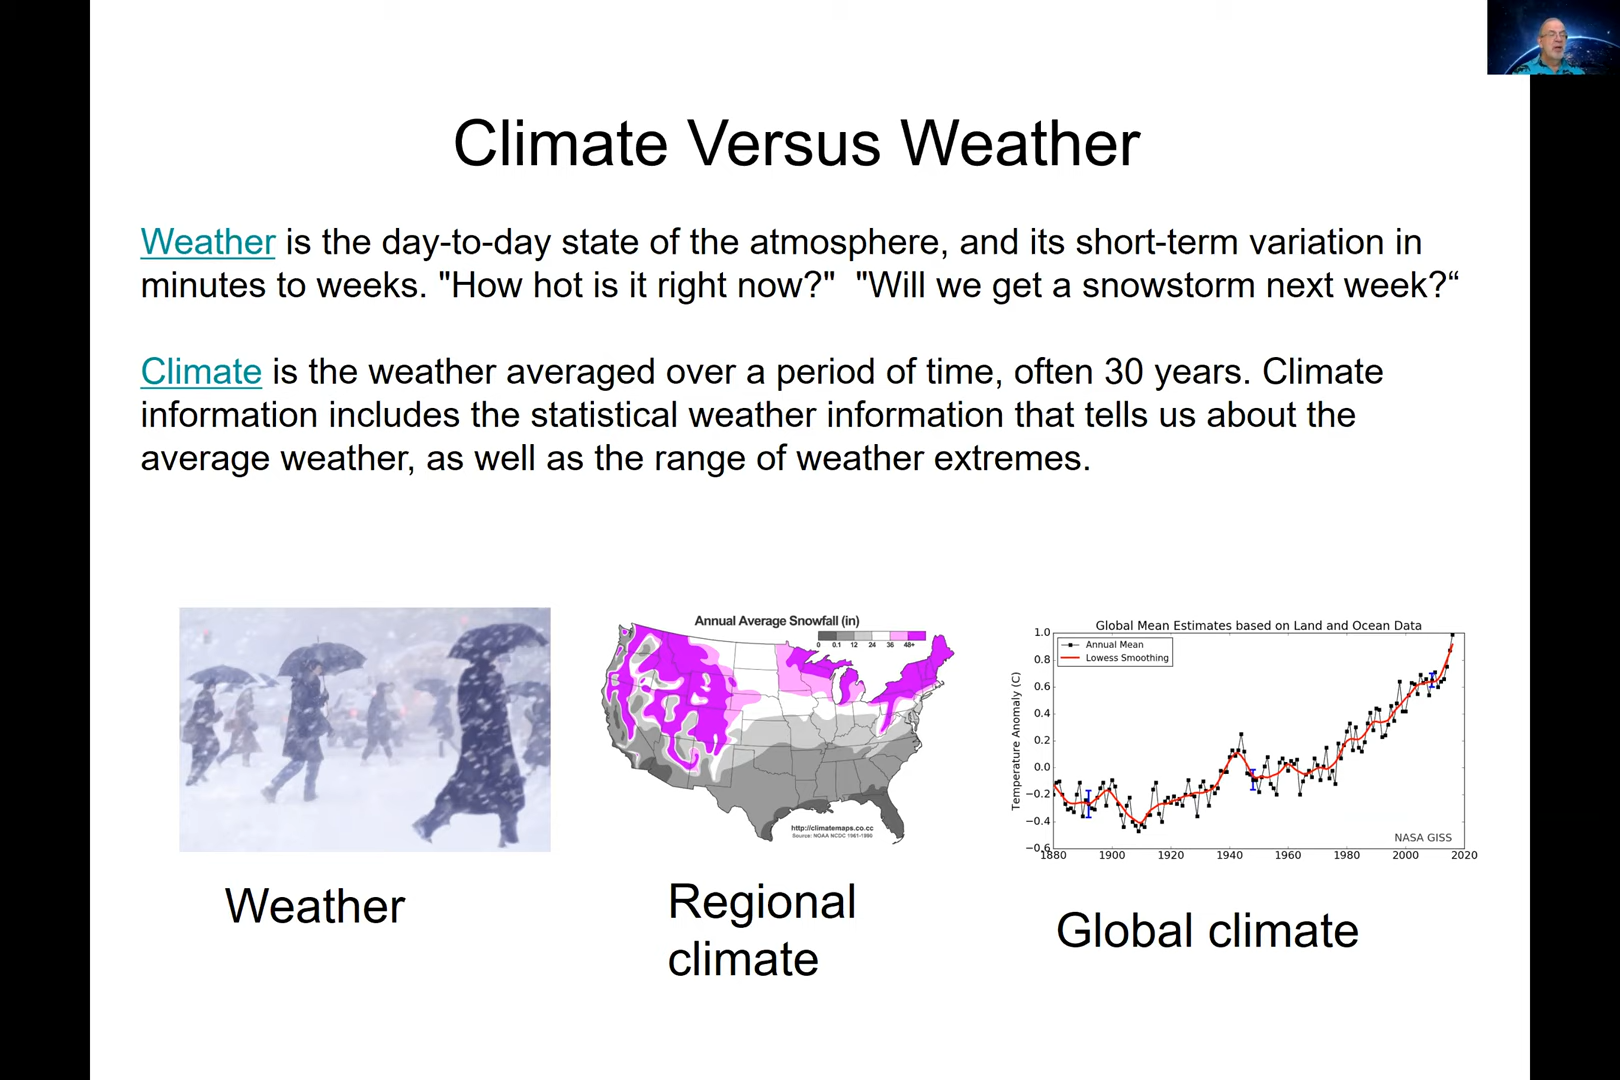 Climate Versus Weather
Weather is the day-to-day state of the atmosphere, and its short-term variation in
minutes to weeks. "How hot is it right now?"  "Will we get a snowstorm next week?“
Climate is the weather averaged over a period of time, often 30 years. Climate
information includes the statistical weather information that tells us about the
average weather, as well as the range of weather extremes.
Annual Average Snowfall (in)
0 0.1 12 24 36 48+
http://climatemaps.co.cc
Source: NOAA NCDC 1961-1990
Global Mean Estimates based on Land and Ocean Data
Annual Mean
Lowess Smoothing
Temperature Anomaly (C)
1.0
0.8
0.6
0.4
0.2
0.0
−0.2
−0.4
−0.6
NASA GISS
1880 1900 1920 1940 1960 1980 2000 2020
Weather
Regional
climate
Global climate